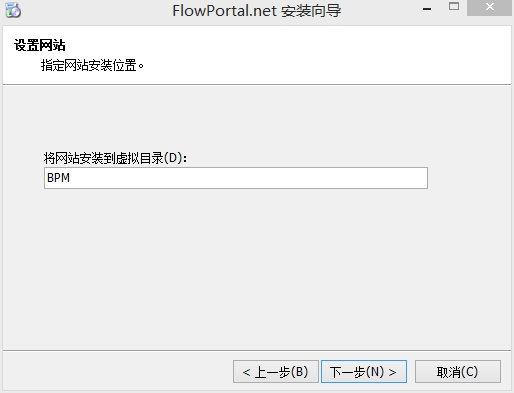 FlowPortal.net 安装向导
设置网站
指定网站安装位置。
将网站安装到虚拟目录(D):
BPM
< 上一步(B) 下一步(N) > 取消(C)